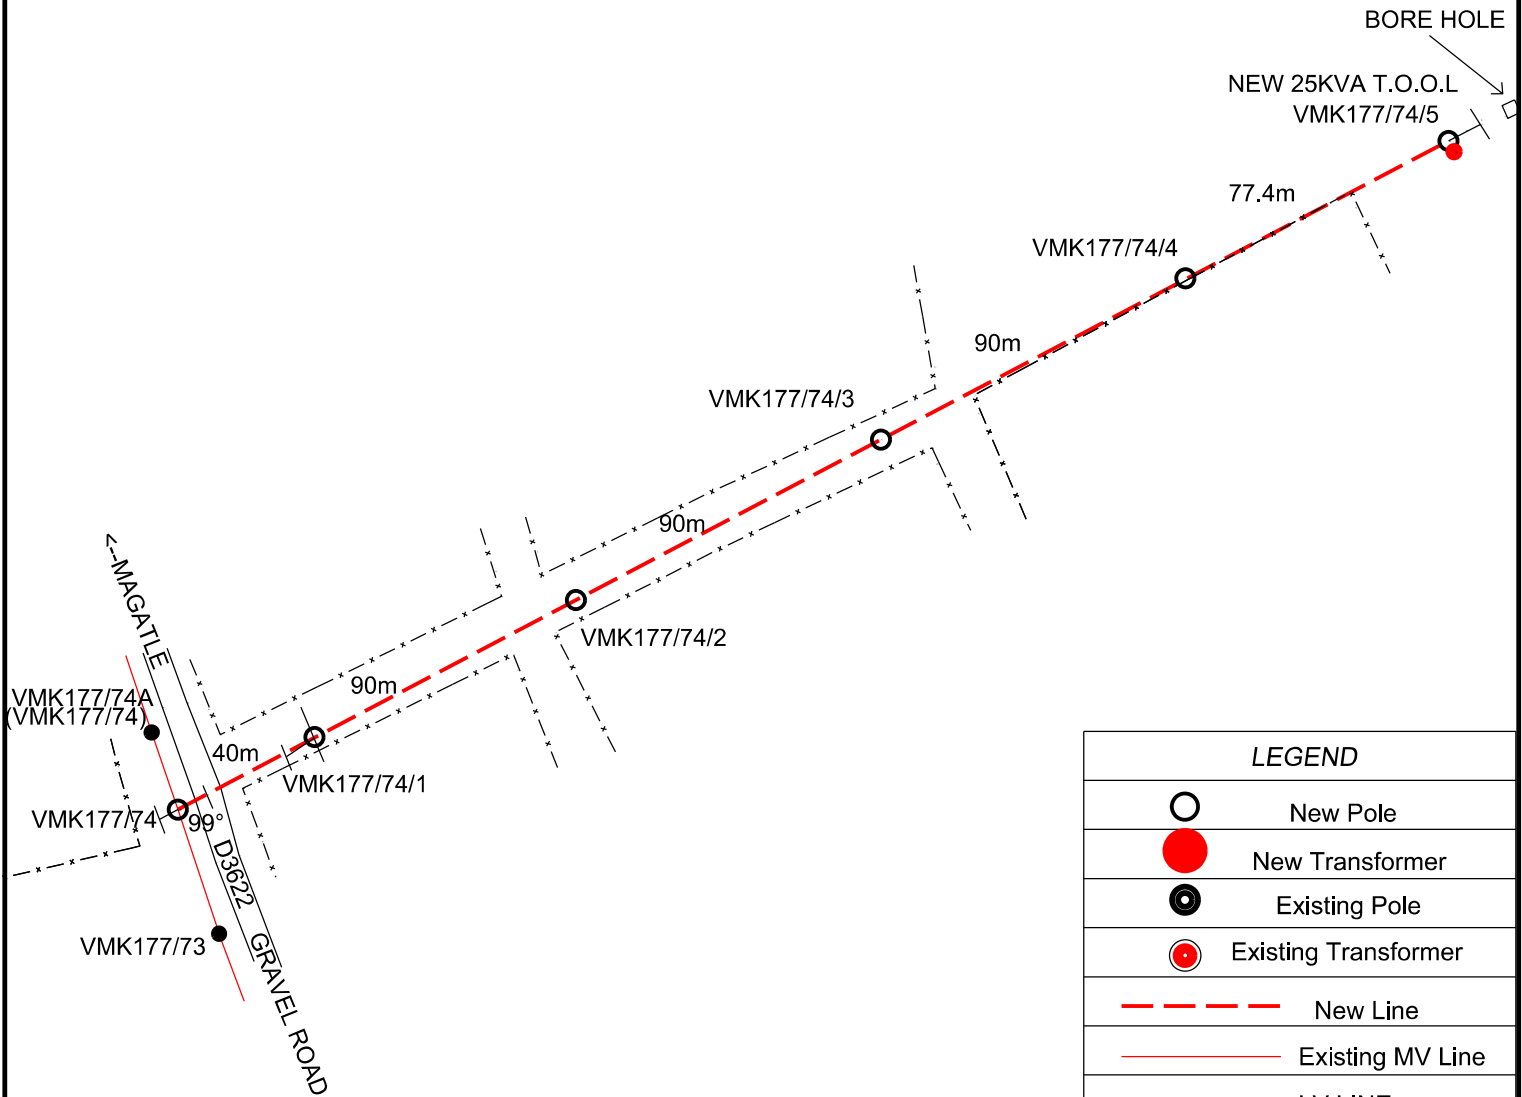 BORE HOLE
NEW 25KVA T.O.O.L
VMK177/74/5
77.4m
VMK177/74/4
90m
VMK177/74/3
90m
VMK177/74/2
<--MAGATLE
90m
VMK177/74A
(VMK177/74)
40m
VMK177/74/1
VMK177/74
99°
D3622 GRAVEL ROAD
VMK177/73
LEGEND
New Pole
New Transformer
Existing Pole
Existing Transformer
New Line
Existing MV Line
LV LINE